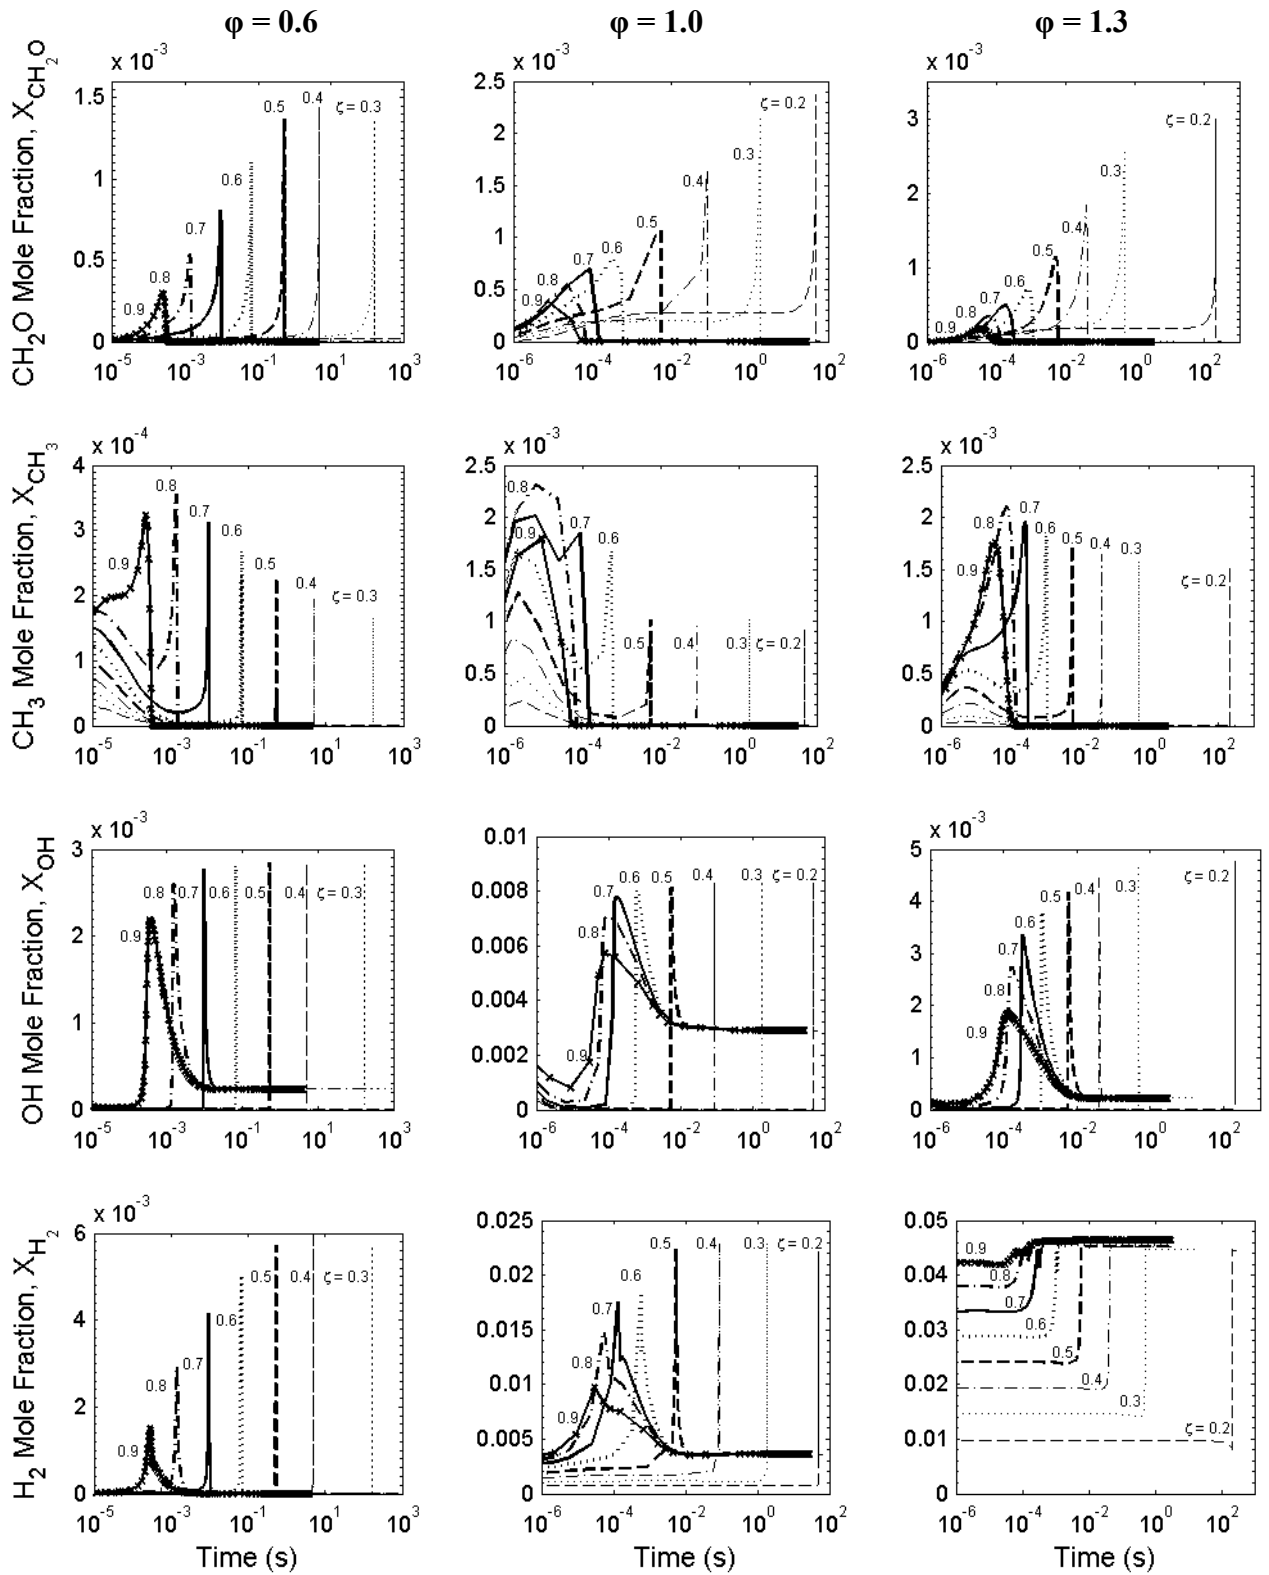 φ = 0.6 φ = 1.0 φ = 1.3
x 10⁻³ x 10⁻³ x 10⁻³
CH₂O Mole Fraction, X_CH₂O
1.5 1 0.5 0
0.9 0.8 0.7 0.6 0.5 0.4 ζ = 0.3
10⁻⁵ 10⁻³ 10⁻¹ 10¹ 10³
2.5 2 1.5 1 0.5 0
0.9 0.8 0.7 0.6 0.5 0.4 0.3 ζ = 0.2
10⁻⁶ 10⁻⁴ 10⁻² 10⁰ 10²
3 2 1 0
0.9 0.8 0.7 0.6 0.5 0.4 0.3 ζ = 0.2
10⁻⁶ 10⁻⁴ 10⁻² 10⁰ 10²
x 10⁻⁴ x 10⁻³ x 10⁻³
CH₃ Mole Fraction, X_CH₃
4 3 2 1 0
0.9 0.8 0.7 0.6 0.5 0.4 ζ = 0.3
10⁻⁵ 10⁻³ 10⁻¹ 10¹ 10³
2.5 2 1.5 1 0.5 0
0.8 0.9 0.7 0.6 0.5 0.4 0.3 ζ = 0.2
10⁻⁶ 10⁻⁴ 10⁻² 10⁰ 10²
2.5 2 1.5 1 0.5 0
0.9 0.8 0.7 0.6 0.5 0.4 0.3 ζ = 0.2
10⁻⁶ 10⁻⁴ 10⁻² 10⁰ 10²
x 10⁻³ x 10⁻³
OH Mole Fraction, X_OH
3 2 1 0
0.9 0.8 0.7 0.6 0.5 0.4 ζ = 0.3
10⁻⁵ 10⁻³ 10⁻¹ 10¹ 10³
0.01 0.008 0.006 0.004 0.002 0
0.9 0.8 0.7 0.6 0.5 0.4 0.3 ζ = 0.2
10⁻⁶ 10⁻⁴ 10⁻² 10⁰ 10²
5 4 3 2 1 0
0.9 0.8 0.7 0.6 0.5 0.4 0.3 ζ = 0.2
10⁻⁶ 10⁻⁴ 10⁻² 10⁰ 10²
x 10⁻³
H₂ Mole Fraction, X_H₂
6 4 2 0
0.9 0.8 0.7 0.6 0.5 0.4 ζ = 0.3
10⁻⁵ 10⁻³ 10⁻¹ 10¹ 10³
0.025 0.02 0.015 0.01 0.005 0
0.9 0.8 0.7 0.6 0.5 0.4 0.3 ζ = 0.2
10⁻⁶ 10⁻⁴ 10⁻² 10⁰ 10²
0.05 0.04 0.03 0.02 0.01 0
0.9 0.8 0.7 0.6 0.5 0.4 0.3 ζ = 0.2
10⁻⁶ 10⁻⁴ 10⁻² 10⁰ 10²
Time (s) Time (s) Time (s)